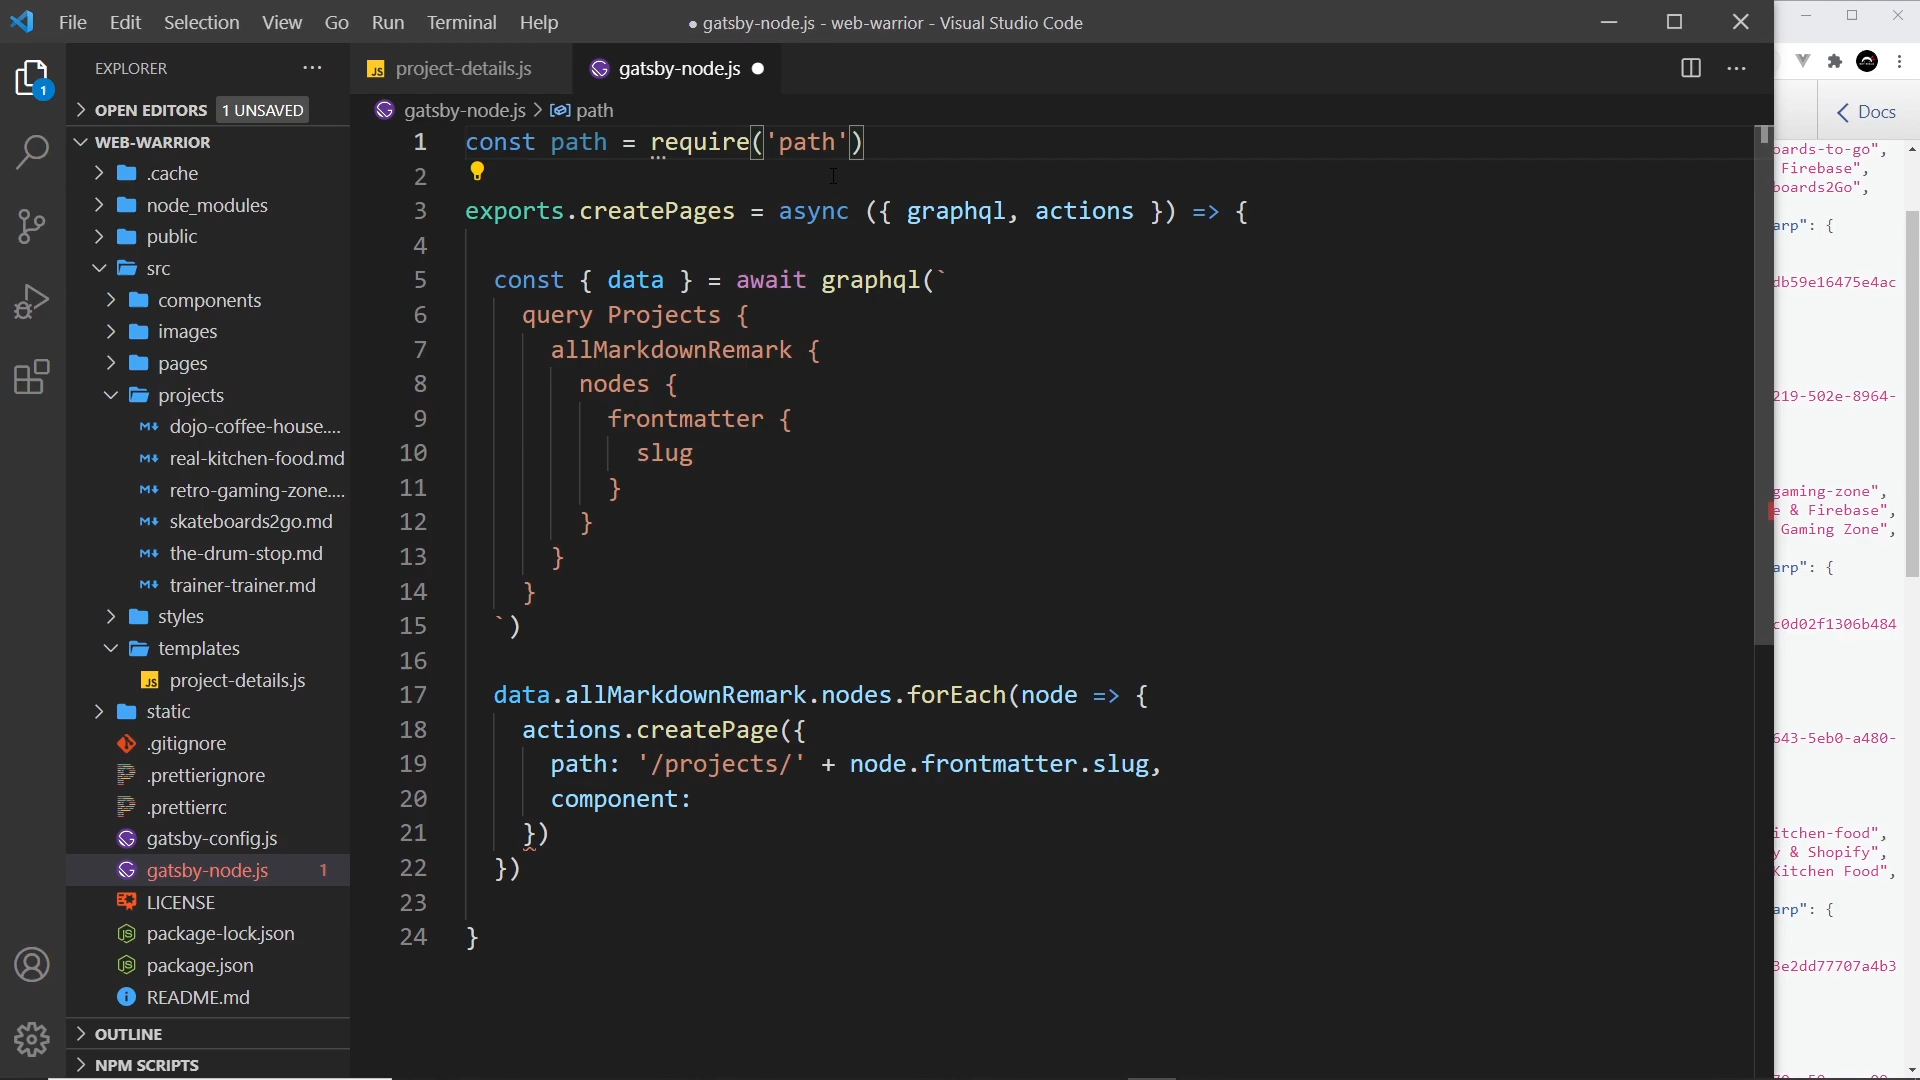 File Edit Selection View Go Run Terminal Help
● gatsby-node.js - web-warrior - Visual Studio Code
EXPLORER
OPEN EDITORS 1 UNSAVED
WEB-WARRIOR
.cache
node_modules
public
src
components
images
pages
projects
dojo-coffee-house....
real-kitchen-food.md
retro-gaming-zone....
skateboards2go.md
the-drum-stop.md
trainer-trainer.md
styles
templates
JS project-details.js
static
.gitignore
.prettierignore
.prettierrc
gatsby-config.js
gatsby-node.js 1
LICENSE
package-lock.json
package.json
README.md
OUTLINE
NPM SCRIPTS
1
JS project-details.js
gatsby-node.js ●
gatsby-node.js > path
1 const path = require('path')
2
3 exports.createPages = async ({ graphql, actions }) => {
4
5 const { data } = await graphql(`
6 query Projects {
7 allMarkdownRemark {
8 nodes {
9 frontmatter {
10 slug
11 }
12 }
13 }
14 }
15 `)
16
17 data.allMarkdownRemark.nodes.forEach(node => {
18 actions.createPage({
19 path: '/projects/' + node.frontmatter.slug,
20 component:
21 })
22 })
23
24 }
Docs
oards-to-go",
Firebase",
boards2Go",
arp": {
db59e16475e4ac
219-502e-8964-
gaming-zone",
e & Firebase",
Gaming Zone",
arp": {
c0d02f1306b484
643-5eb0-a480-
itchen-food",
y & Shopify",
Kitchen Food",
arp": {
3e2dd77707a4b3